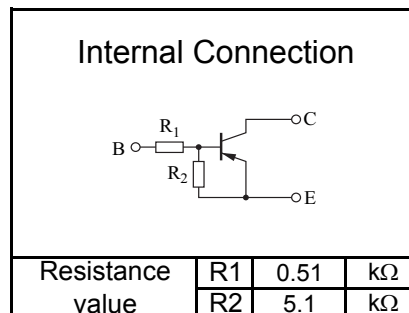 Internal Connection
C
R1
B
R2
E
Resistance value
R1 0.51 kΩ
R2 5.1 kΩ